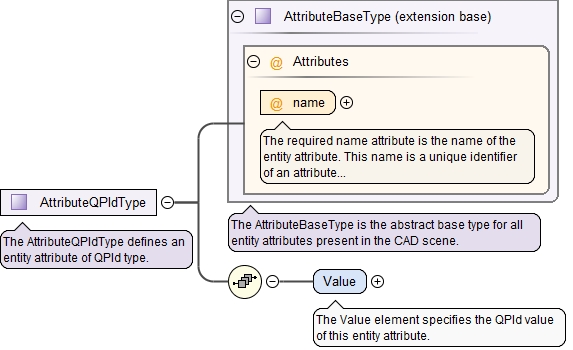 AttributeBaseType (extension base)
@ Attributes
@ name
The required name attribute is the name of the
entity attribute. This name is a unique identifier
of an attribute...
AttributeQPIdType
The AttributeQPIdType defines an
entity attribute of QPId type.
The AttributeBaseType is the abstract base type for all
entity attributes present in the CAD scene.
Value
The Value element specifies the QPId value
of this entity attribute.